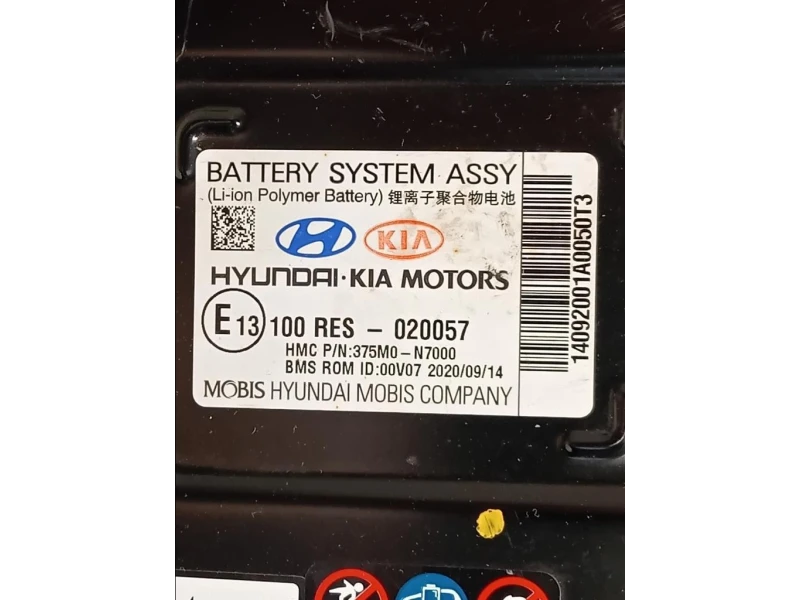 BATTERY SYSTEM ASSY
(Li-ion Polymer Battery) 锂离子聚合物电池
KIA
HYUNDAI·KIA MOTORS
E13 100 RES - 020057
HMC P/N:375M0-N7000
BMS ROM ID:00V07 2020/09/14
MOBIS HYUNDAI MOBIS COMPANY
14092001A0050T3